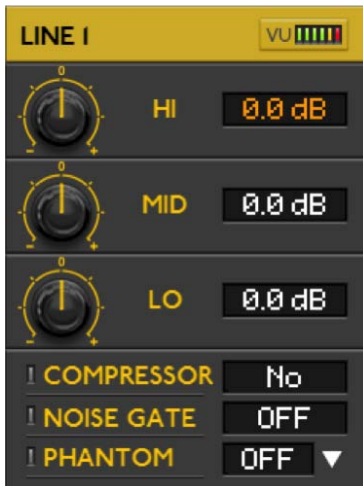 LINE 1 VU
0
HI 0.0 dB
- +
0
MID 0.0 dB
- +
0
LO 0.0 dB
- +
COMPRESSOR No
NOISE GATE OFF
PHANTOM OFF